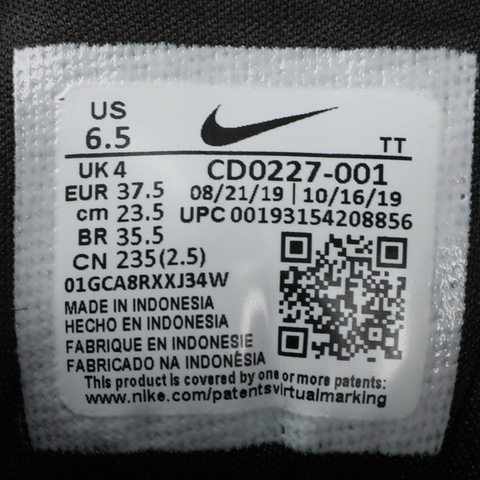 US
6.5
TT
UK 4
CD0227-001
EUR 37.5
08/21/19 | 10/16/19
cm 23.5
UPC 00193154208856
BR 35.5
CN 235(2.5)
01GCA8RXXJ34W
MADE IN INDONESIA
HECHO EN INDONESIA
FABRIQUE EN INDONESIE
FABRICADO NA INDONÉSIA
This product is covered by one or more patents:
www.nike.com/patentsvirtualmarking